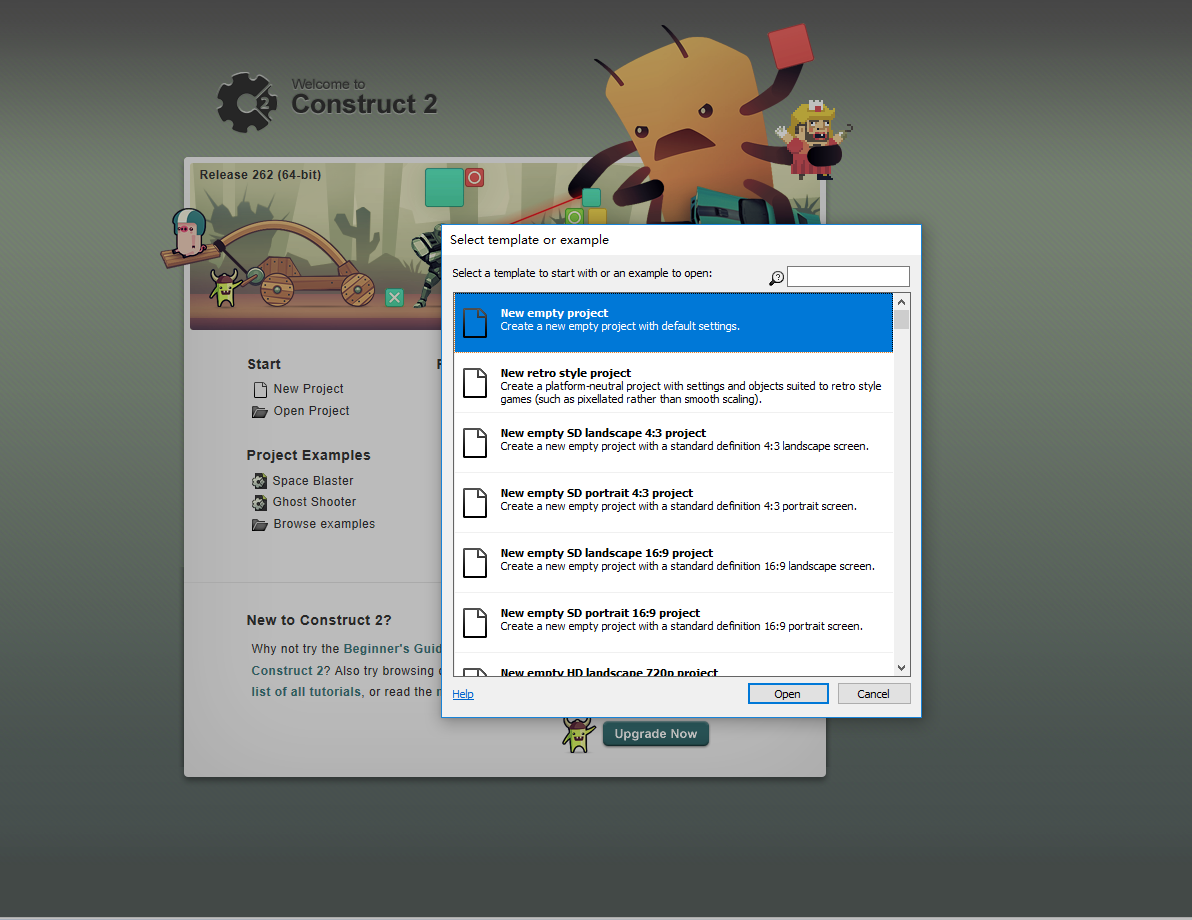 Welcome to
Construct 2
2
Release 262 (64-bit)
Start
New Project
Open Project
Project Examples
Space Blaster
Ghost Shooter
Browse examples
New to Construct 2?
Why not try the Beginner's Guid
Construct 2? Also try browsing
list of all tutorials, or read the
Upgrade Now
Select template or example
Select a template to start with or an example to open:
New empty project
Create a new empty project with default settings.
New retro style project
Create a platform-neutral project with settings and objects suited to retro style
games (such as pixellated rather than smooth scaling).
New empty SD landscape 4:3 project
Create a new empty project with a standard definition 4:3 landscape screen.
New empty SD portrait 4:3 project
Create a new empty project with a standard definition 4:3 portrait screen.
New empty SD landscape 16:9 project
Create a new empty project with a standard definition 16:9 landscape screen.
New empty SD portrait 16:9 project
Create a new empty project with a standard definition 16:9 portrait screen.
New empty HD landscape 720p project
Help
Open
Cancel